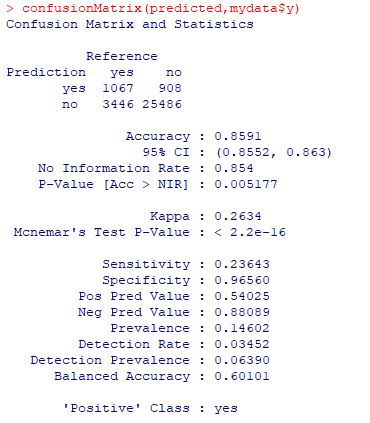 > confusionMatrix(predicted,mydata$y)
Confusion Matrix and Statistics
Reference
Prediction yes no
yes 1067 908
no 3446 25486
Accuracy : 0.8591
95% CI : (0.8552, 0.863)
No Information Rate : 0.854
P-Value [Acc > NIR] : 0.005177
Kappa : 0.2634
Mcnemar's Test P-Value : < 2.2e-16
Sensitivity : 0.23643
Specificity : 0.96560
Pos Pred Value : 0.54025
Neg Pred Value : 0.88089
Prevalence : 0.14602
Detection Rate : 0.03452
Detection Prevalence : 0.06390
Balanced Accuracy : 0.60101
'Positive' Class : yes